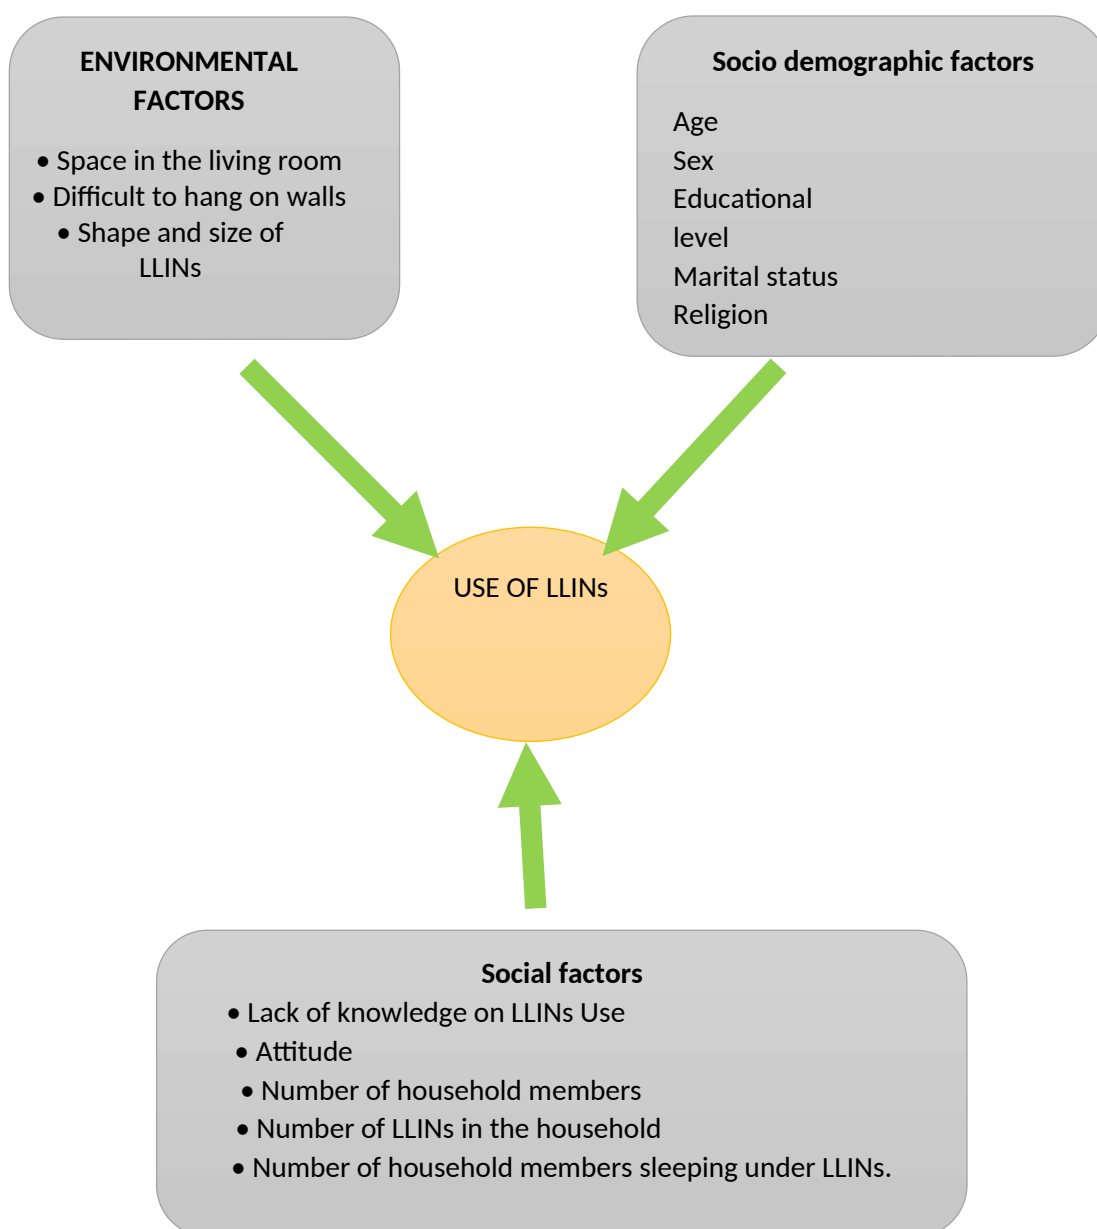 ENVIRONMENTAL
FACTORS
• Space in the living room
• Difficult to hang on walls
• Shape and size of
LLINs
Socio demographic factors
Age
Sex
Educational
level
Marital status
Religion
USE OF LLINs
Social factors
• Lack of knowledge on LLINs Use
• Attitude
• Number of household members
• Number of LLINs in the household
• Number of household members sleeping under LLINs.